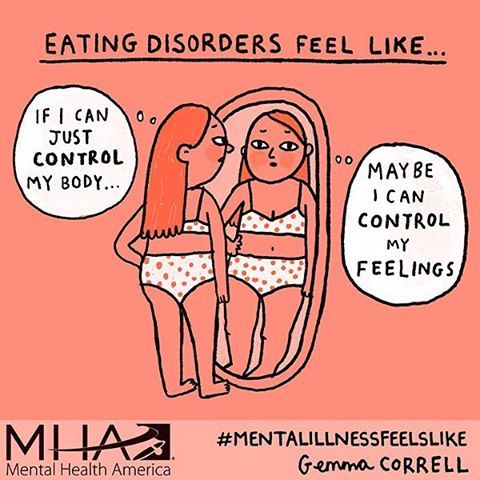 EATING DISORDERS FEEL LIKE...
IF I CAN
JUST
CONTROL
MY BODY...
MAYBE
I CAN
CONTROL
MY
FEELINGS
MHA
Mental Health America
#MENTALILLNESSFEELSLIKE
Gemma CORRELL